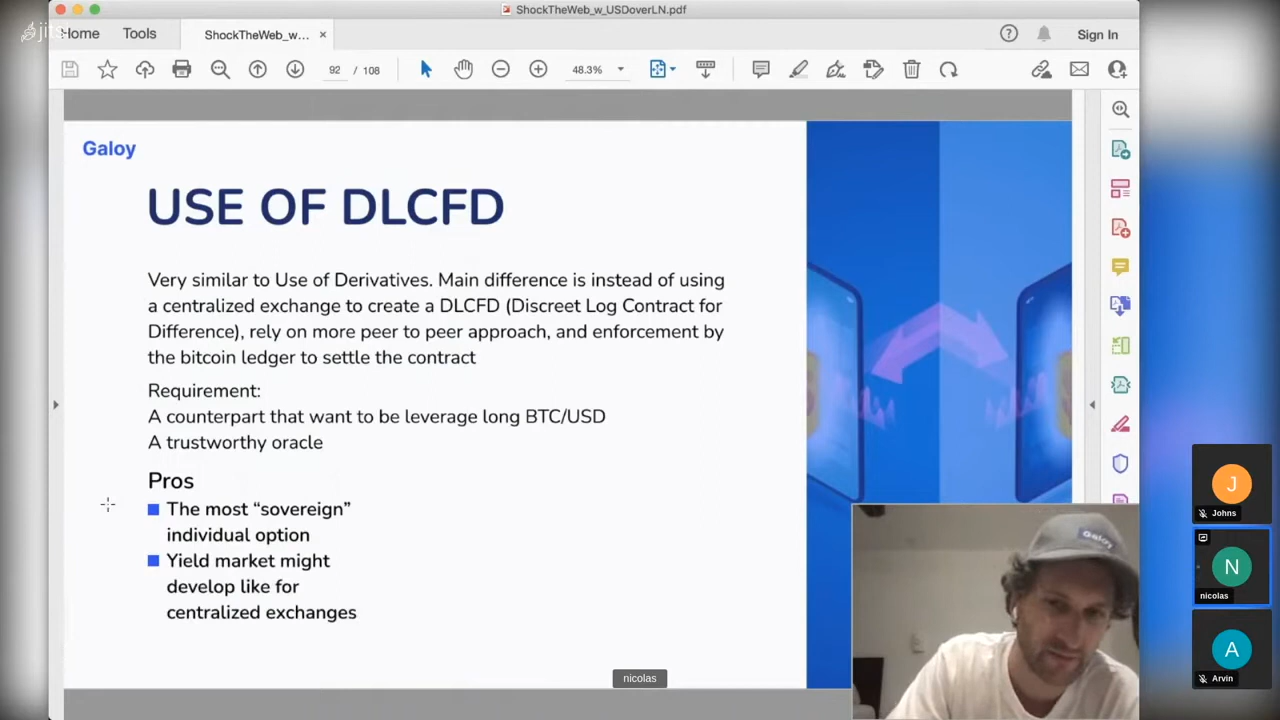 ShockTheWeb_w_USDoverLN.pdf
jitsi
Home
Tools
ShockTheWeb_w...
Sign In
92 / 108
48.3%
Galoy
USE OF DLCFD
Very similar to Use of Derivatives. Main difference is instead of using
a centralized exchange to create a DLCFD (Discreet Log Contract for
Difference), rely on more peer to peer approach, and enforcement by
the bitcoin ledger to settle the contract
Requirement:
A counterpart that want to be leverage long BTC/USD
A trustworthy oracle
Pros
The most “sovereign”
individual option
Yield market might
develop like for
centralized exchanges
Galoy
nicolas
J
Johns
N
nicolas
A
Arvin